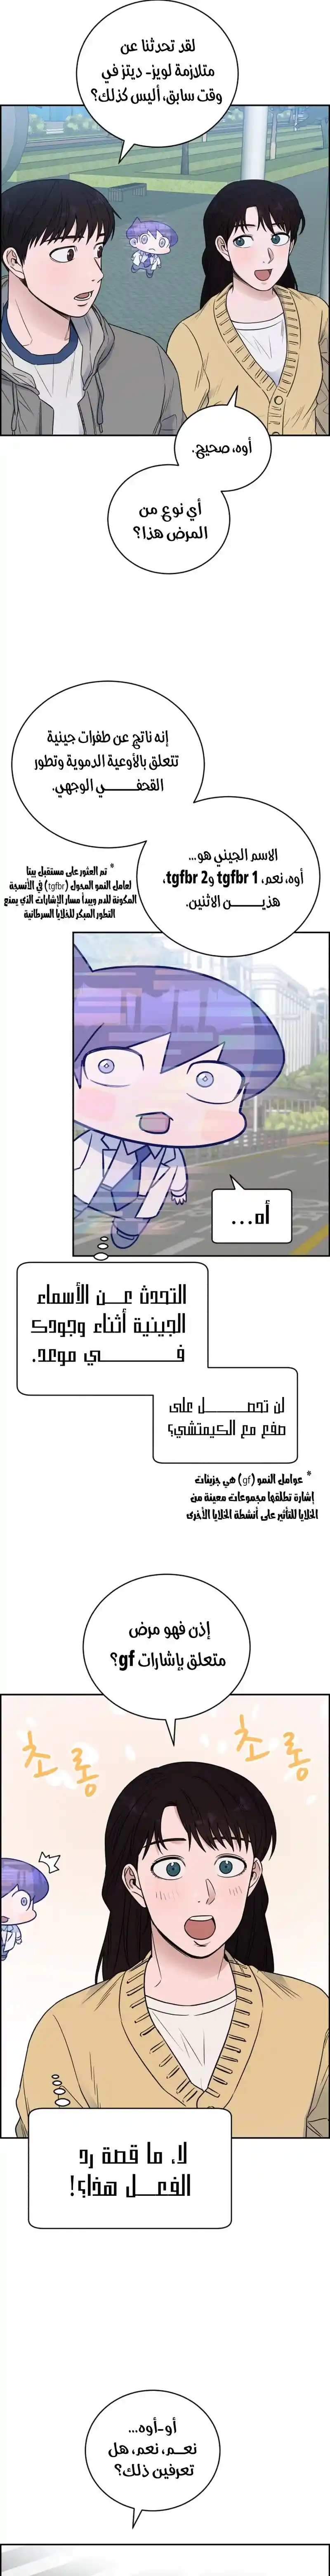 لقد تحدثنا عن
متلازمة لويز- ديتز في
وقت سابق، أليس كذلك؟
أوه، صحيح.
أي نوع من
المرض هذا؟
إنه ناتج عن طفرات جينية
تتعلق بالأوعية الدموية وتطور
القحفي الوجهي.
الاسم الجيني هو...
أوه، نعم، tgfbr 1 و tgfbr 2،
هذين الاثنين.
* تم العثور على مستقبل بيتا
لعامل النمو المحول (tgfbr) في الأنسجة
المكونة للدم ويبدأ مسار الإشارات الذي يمنع
التطور المبكر للخلايا السرطانية
أه...
التحدث عن الأسماء
الجينية أثناء وجودك
في موعد.
لن تحصل على
صفع مع الكيمتشي؟
* عوامل النمو (gf) هي جزيئات
إشارة تطلقها مجموعات معينة من
الخلايا للتأثير على أنشطة الخلايا الأخرى
إذن فهو مرض
متعلق بإشارات gf؟
초롱
초롱
لا، ما قصة رد
الفعل هذا؟!
أو-أوه...
نعم، نعم، هل
تعرفين ذلك؟